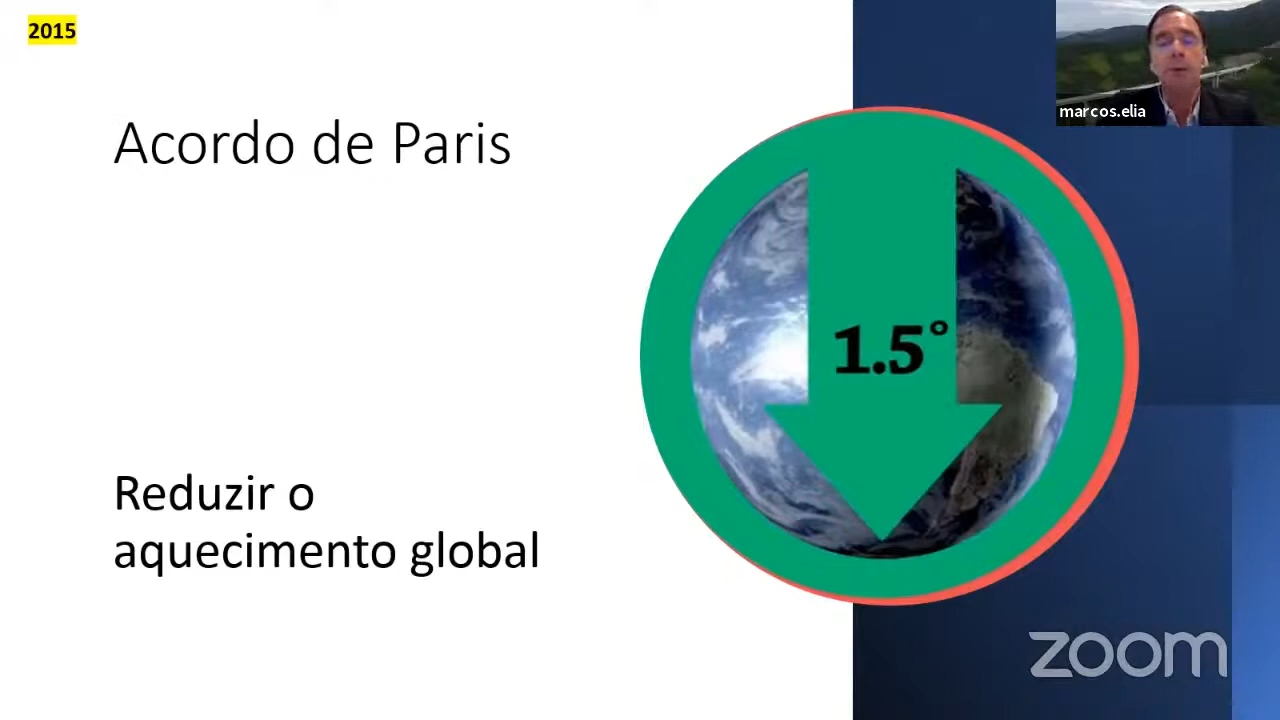 2015
marcos.elia
Acordo de Paris
1.5°
Reduzir o
aquecimento global
zoom